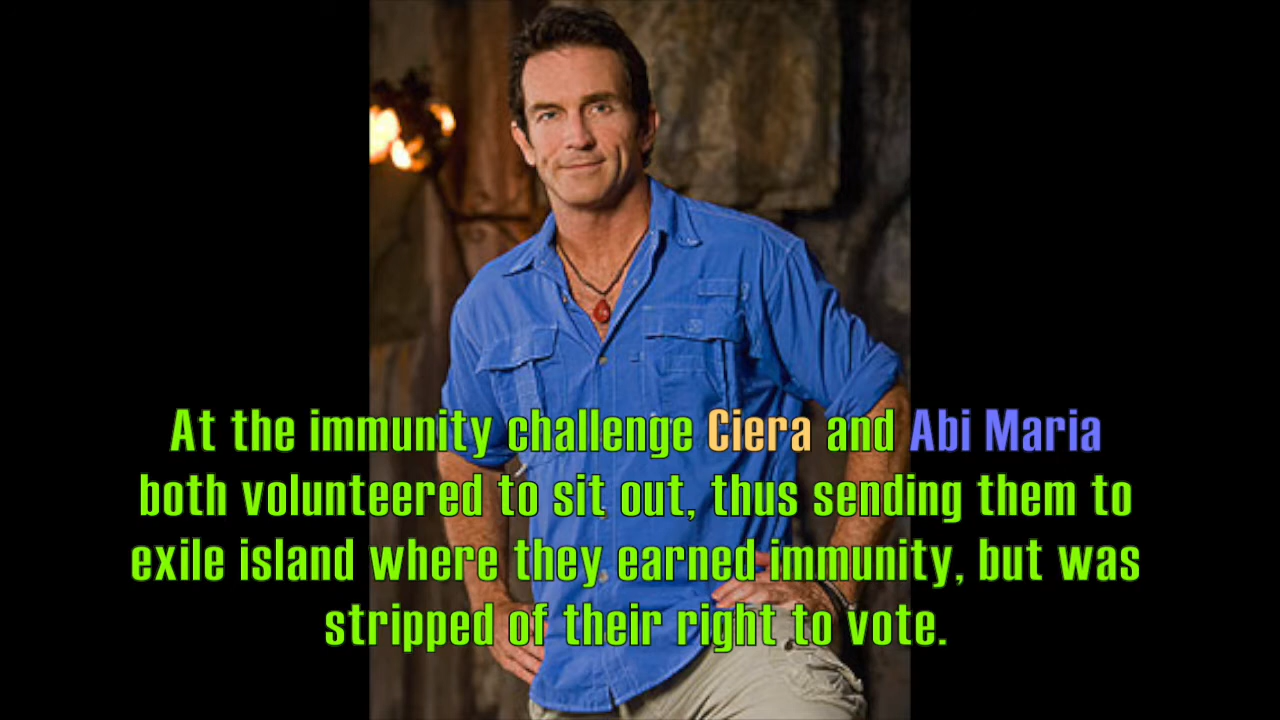 At the immunity challenge Ciera and Abi Maria
both volunteered to sit out, thus sending them to
exile island where they earned immunity, but was
stripped of their right to vote.